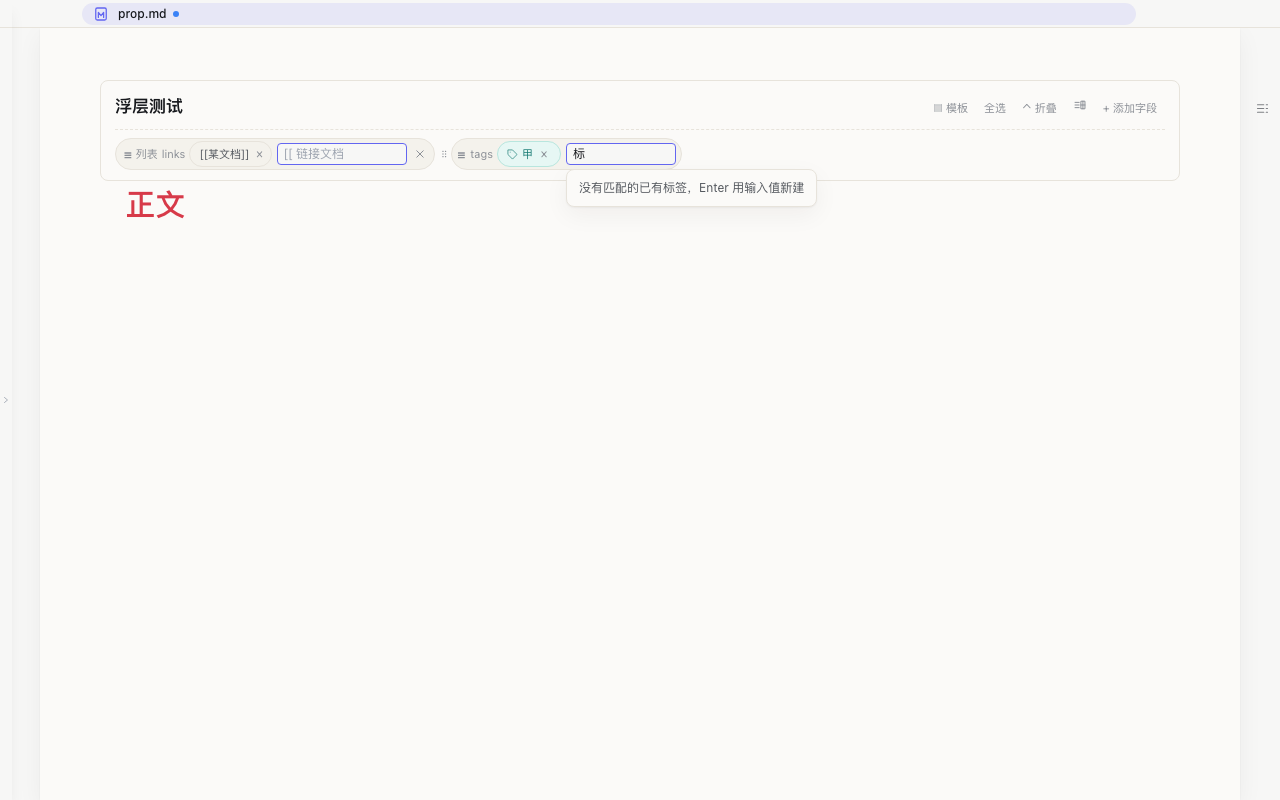 prop.md
浮层测试 模板 全选 折叠 + 添加字段
列表 links [[某文档]] × [[ 链接文档 × tags 甲 × 标
没有匹配的已有标签，Enter 用输入值新建
正文